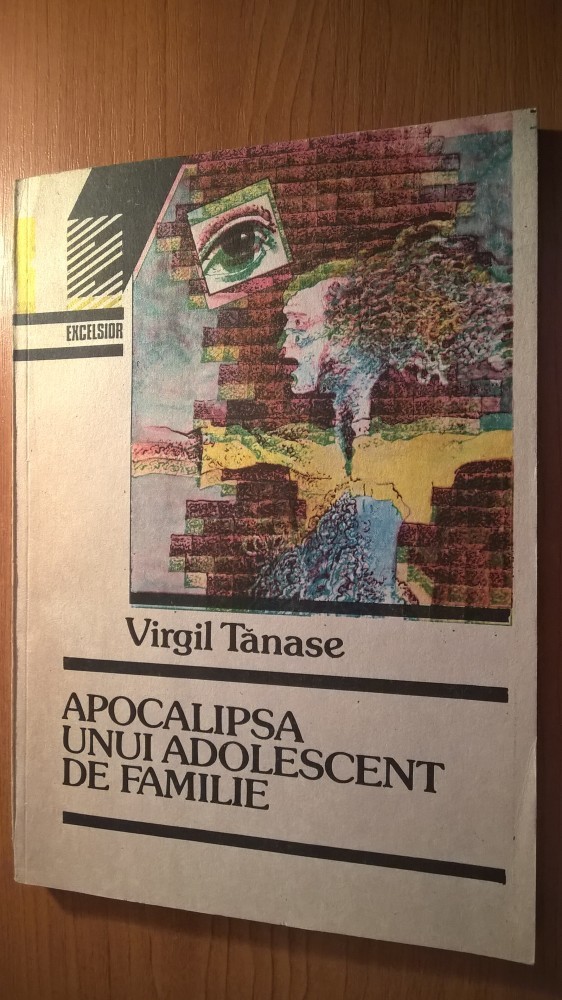 EXCELSIOR
Virgil Tănase
APOCALIPSA
UNUI ADOLESCENT
DE FAMILIE